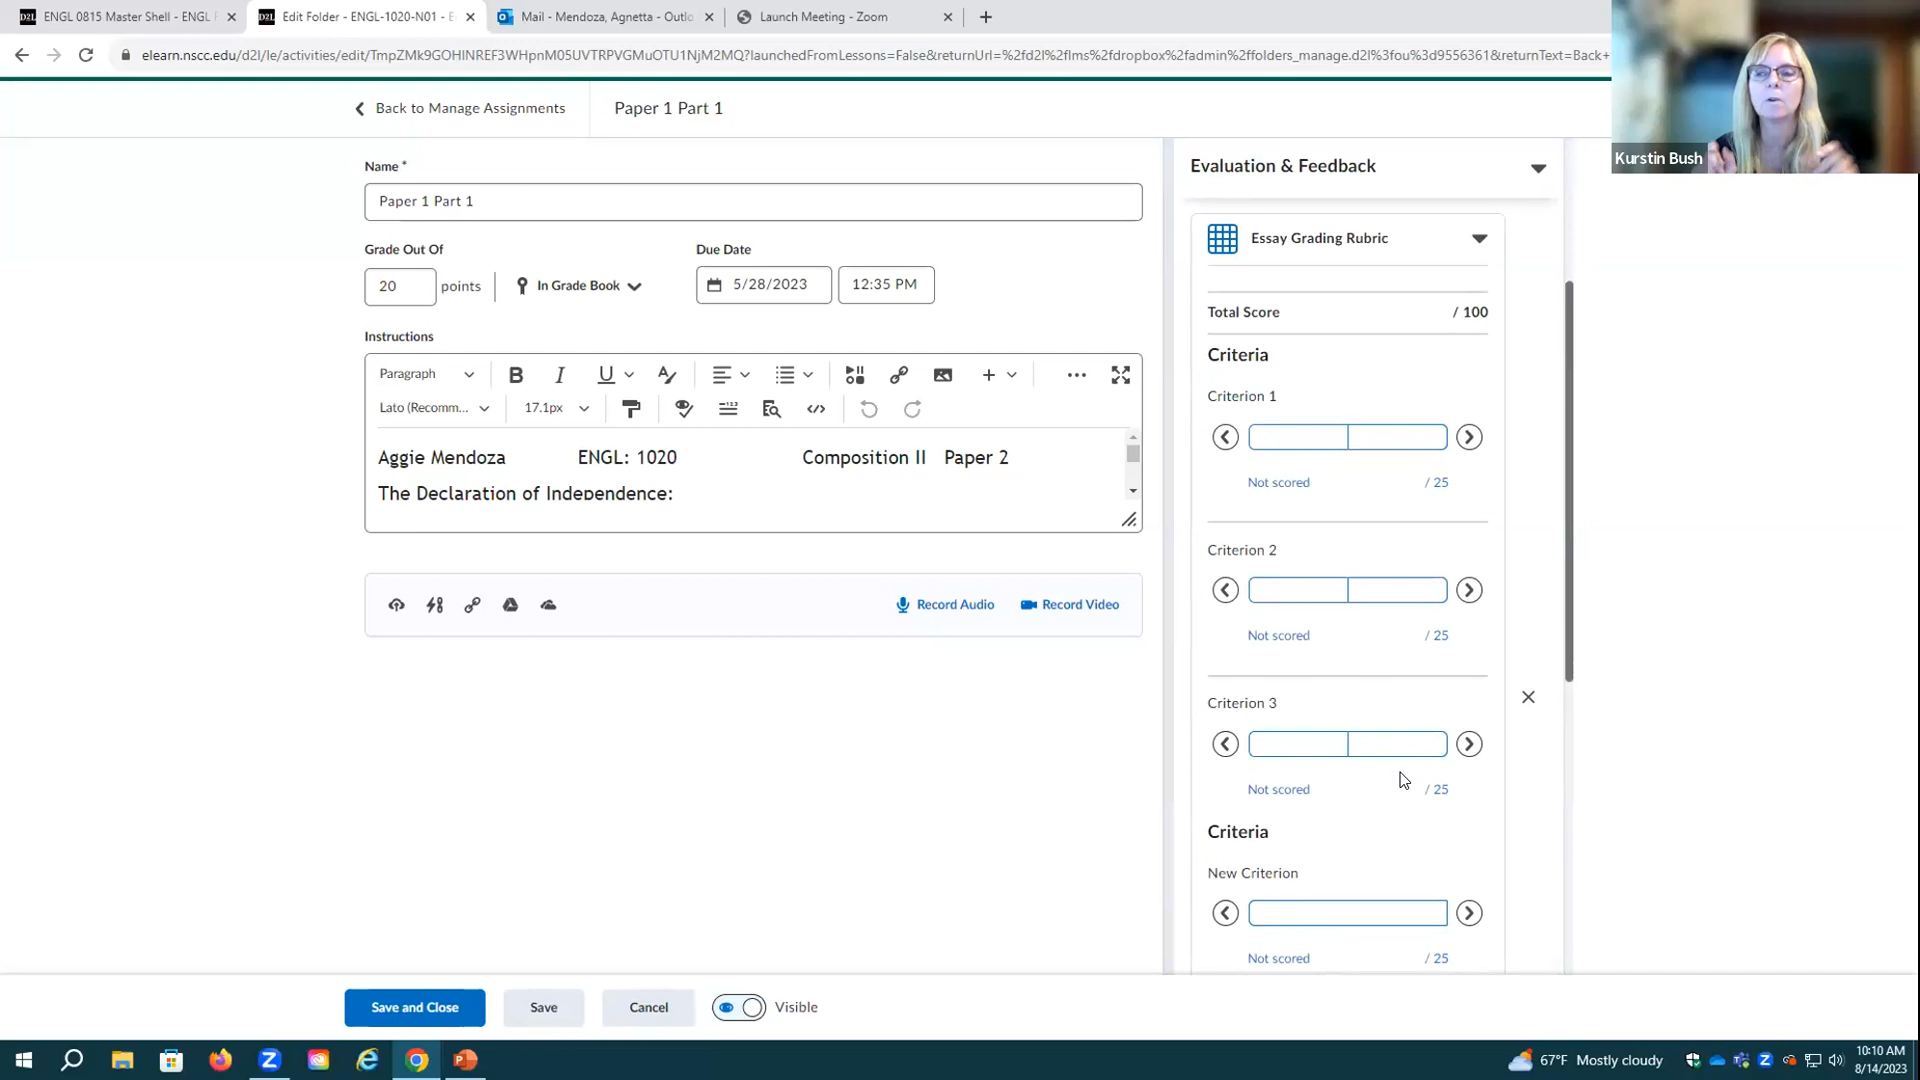 ENGL 0815 Master Shell - ENGL
Edit Folder - ENGL-1020-N01 - E
Mail - Mendoza, Agnetta - Outlo
Launch Meeting - Zoom
elearn.nscc.edu/d2l/le/activities/edit/TmpZMk9GOHlNREF3WHpnM05UVTRPVGMuOTU1NjM2MQ?launchedFromLessons=False&returnUrl=%2fd2l%2flms%2fdropbox%2fadmin%2ffolders_manage.d2l%3fou%3d9556361&returnText=Back+
Kurstin Bush
Back to Manage Assignments
Paper 1 Part 1
Name *
Paper 1 Part 1
Grade Out Of
Due Date
20 points
In Grade Book
5/28/2023
12:35 PM
Instructions
Paragraph
B I U
Lato (Recomm...
17.1px
Aggie Mendoza ENGL: 1020 Composition II Paper 2
The Declaration of Independence:
Record Audio
Record Video
Evaluation & Feedback
Essay Grading Rubric
Total Score / 100
Criteria
Criterion 1
Not scored / 25
Criterion 2
Not scored / 25
Criterion 3
Not scored / 25
Criteria
New Criterion
Not scored / 25
Save and Close
Save
Cancel
Visible
67°F Mostly cloudy
10:10 AM
8/14/2023